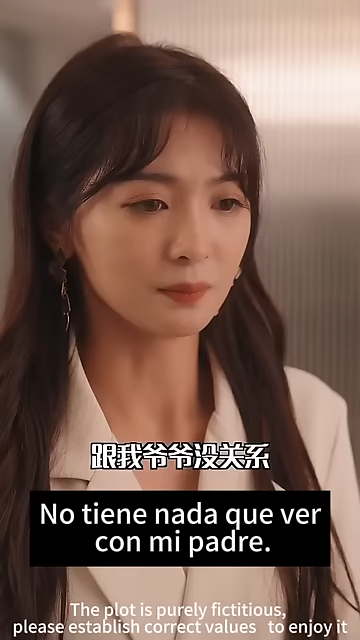 跟我爷爷没关系
No tiene nada que ver
con mi padre.
The plot is purely fictitious,
please establish correct values to enjoy it